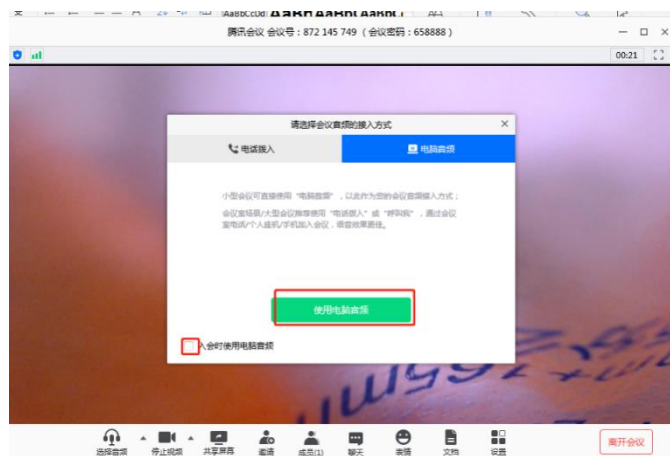 AaBbCcDd AaBb AaBb( AaBbC(
腾讯会议 会议号：872 145 749 （会议密码：658888）
00:21
请选择会议音频的接入方式
电话拨入
电脑音频
小型会议可直接使用“电脑音频”，以此作为您的会议音频接入方式；
会议室场景/大型会议推荐使用“电话拨入”或“呼叫我”，通过会议
室电话/个人座机/手机加入会议，语音效果更佳。
使用电脑音频
入会时使用电脑音频
选择音频 停止视频 共享屏幕 邀请 成员(1) 聊天 表情 文档 设置 离开会议